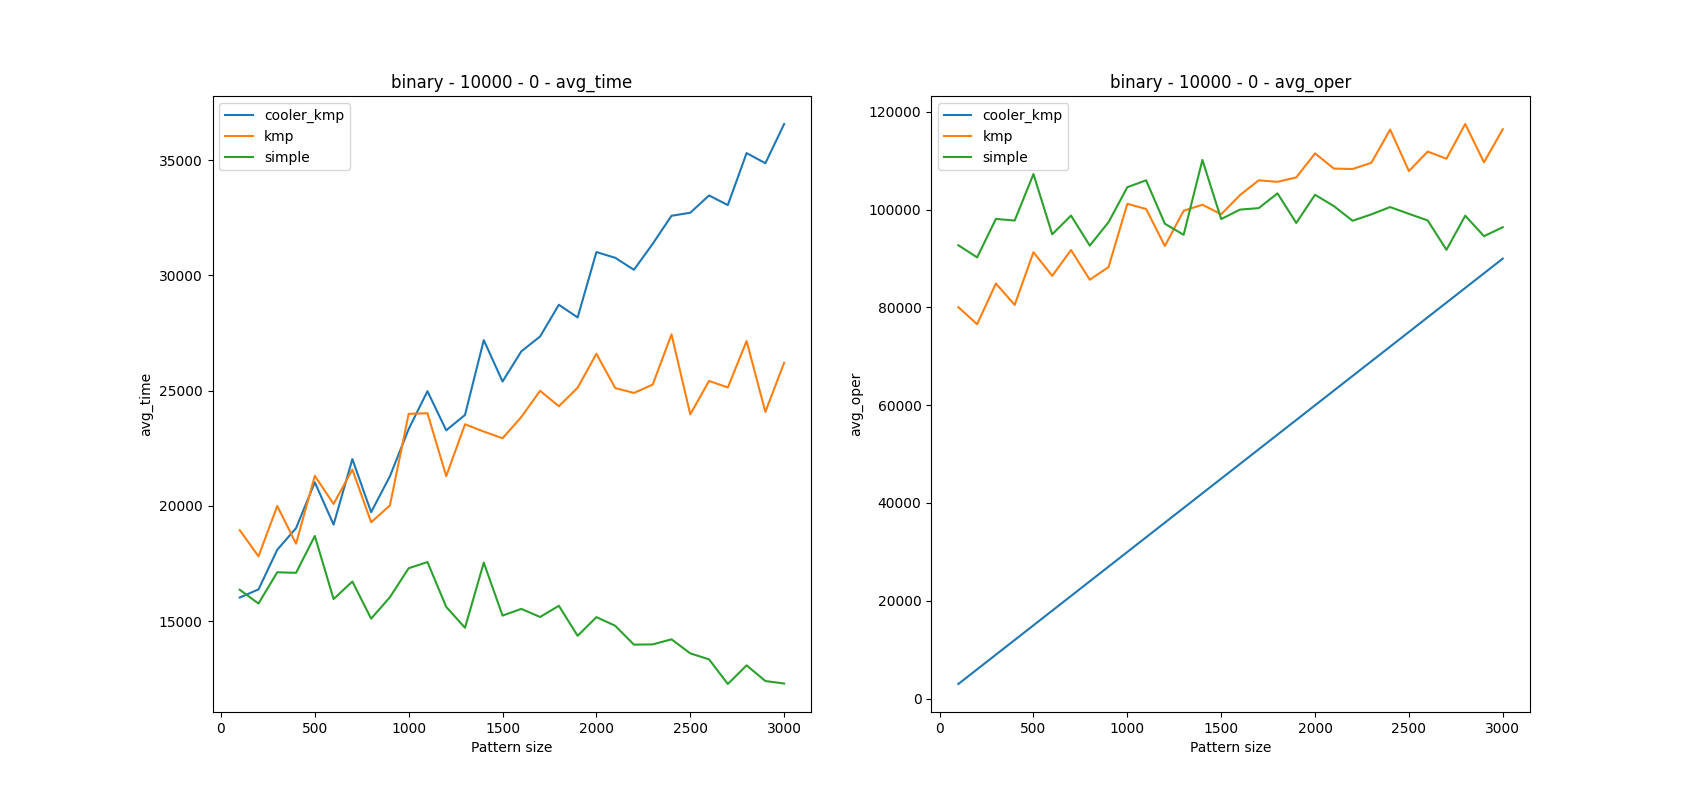 binary - 10000 - 0 - avg_time
cooler_kmp
kmp
simple
35000
30000
25000
20000
15000
avg_time
0 500 1000 1500 2000 2500 3000
Pattern size
binary - 10000 - 0 - avg_oper
cooler_kmp
kmp
simple
120000
100000
80000
60000
40000
20000
0
avg_oper
0 500 1000 1500 2000 2500 3000
Pattern size